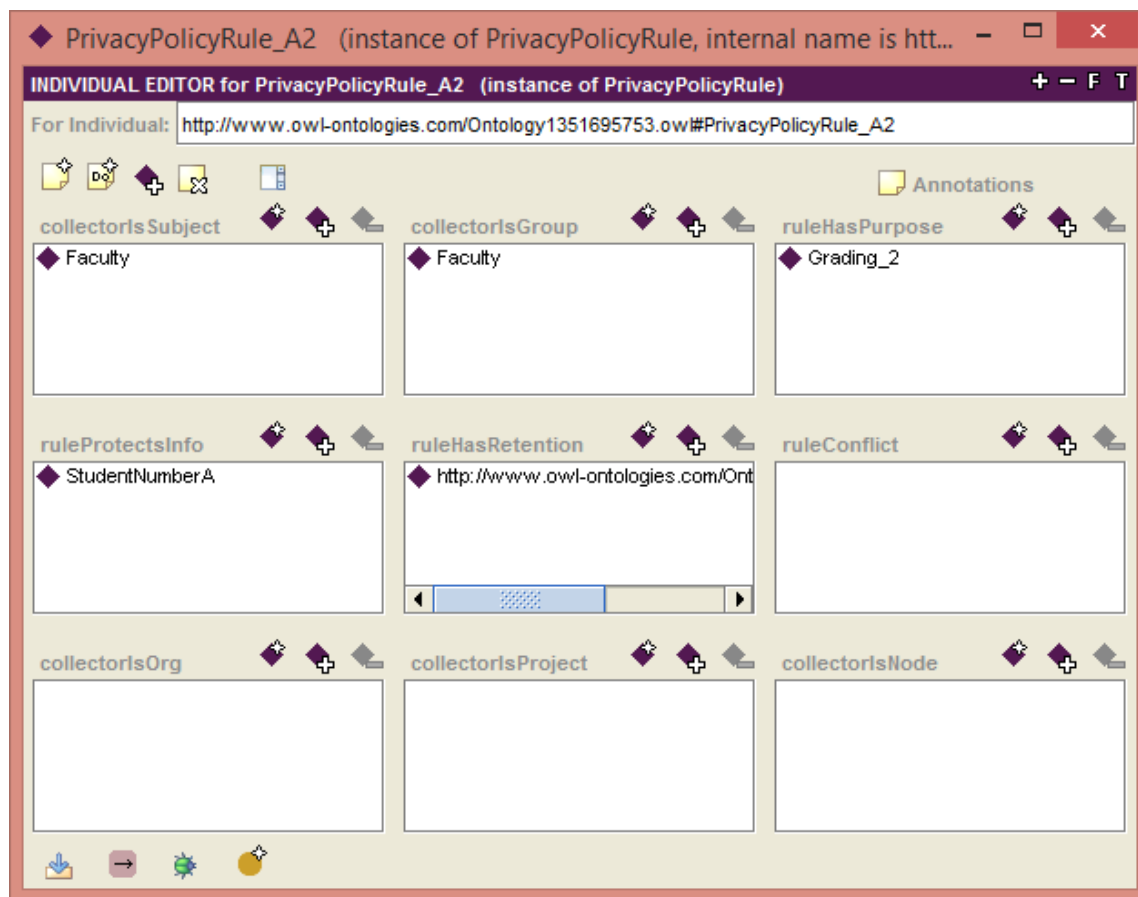 PrivacyPolicyRule_A2 (instance of PrivacyPolicyRule, internal name is htt...
INDIVIDUAL EDITOR for PrivacyPolicyRule_A2 (instance of PrivacyPolicyRule) + − F T
For Individual: http://www.owl-ontologies.com/Ontology1351695753.owl#PrivacyPolicyRule_A2
Annotations
collectorIsSubject collectorIsGroup ruleHasPurpose
Faculty Faculty Grading_2
ruleProtectsInfo ruleHasRetention ruleConflict
StudentNumberA http://www.owl-ontologies.com/Ont
collectorIsOrg collectorIsProject collectorIsNode